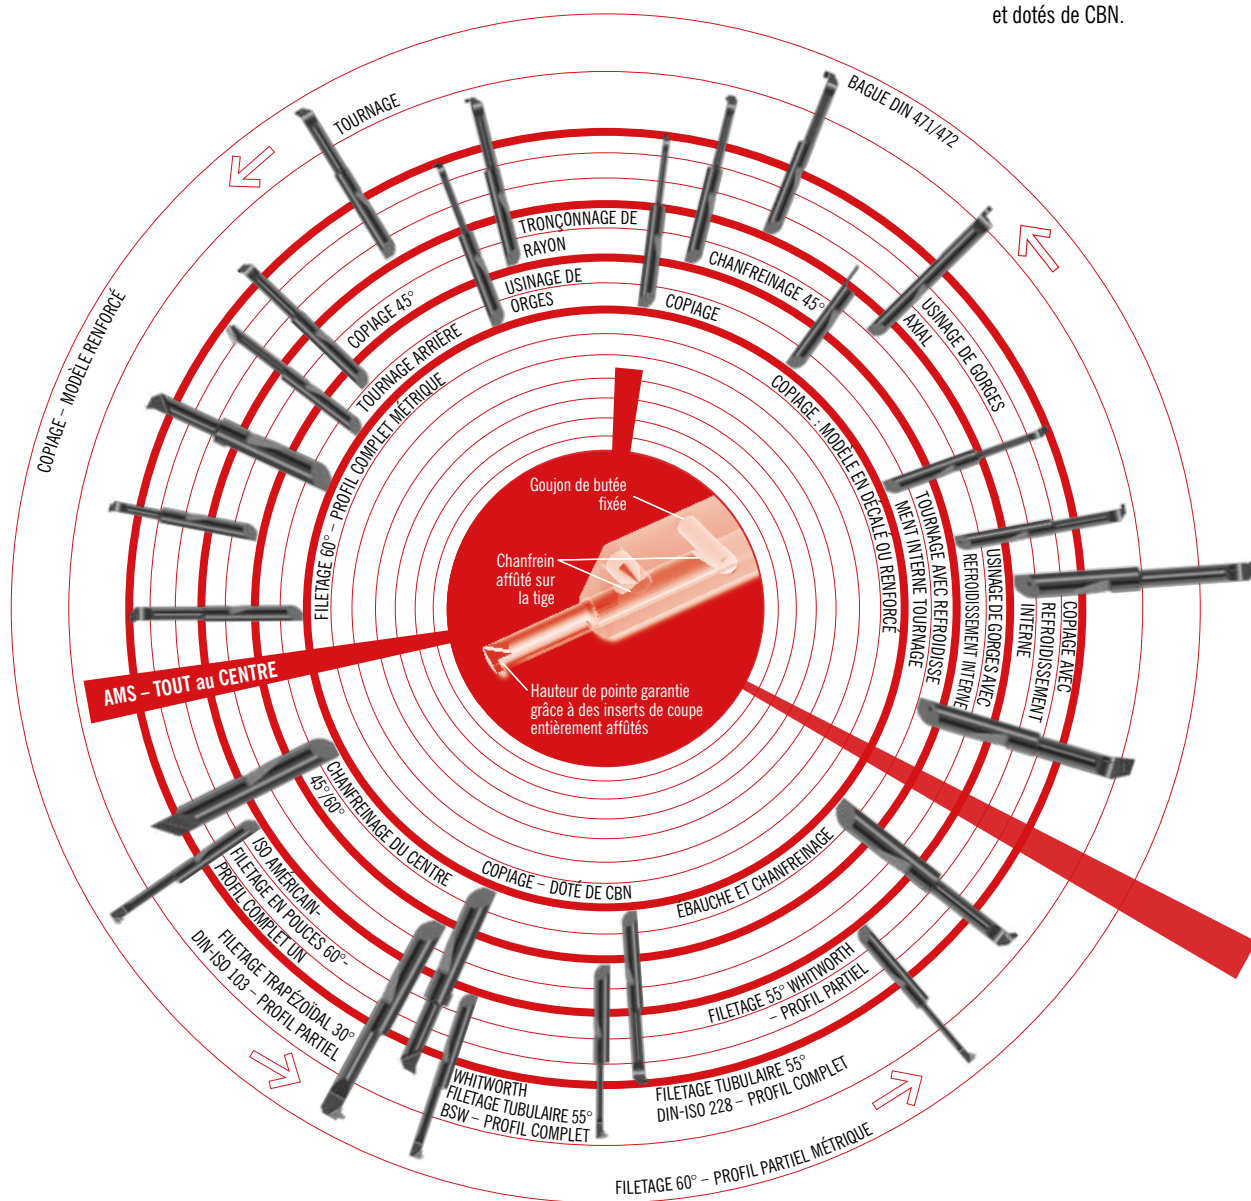 et dotés de CBN.
BAGUE DIN 471/472
TOURNAGE
TRONÇONNAGE DE
RAYON
CHANFREINAGE 45°
USINAGE DE
ORGES
COPIAGE
COPIAGE 45°
TOURNAGE ARRIÈRE
USINAGE DE GORGES
AXIAL
COPIAGE – MODÈLE RENFORCÉ
FILETAGE 60° – PROFIL COMPLET MÉTRIQUE
COPIAGE : MODÈLE EN DÉCALÉ OU RENFORCÉ
Goujon de butée
fixée
Chanfrein
affûté sur
la tige
Hauteur de pointe garantie
grâce à des inserts de coupe
entièrement affûtés
TOURNAGE AVEC REFROIDISSE
MENT INTERNE TOURNAGE
USINAGE DE GORGES AVEC
REFROIDISSEMENT INTERNE
COPIAGE AVEC
REFROIDISSEMENT
INTERNE
AMS – TOUT au CENTRE
CHANFREINAGE DU CENTRE
45°/60°
COPIAGE – DOTÉ DE CBN
ÉBAUCHE ET CHANFREINAGE
ISO AMÉRICAIN-
FILETAGE EN POUCES 60°-
PROFIL COMPLET UN
FILETAGE TRAPÉZOÏDAL 30°
DIN-ISO 103 – PROFIL PARTIEL
FILETAGE 55° WHITWORTH
– PROFIL PARTIEL
WHITWORTH
FILETAGE TUBULAIRE 55°
BSW – PROFIL COMPLET
FILETAGE TUBULAIRE 55°
DIN-ISO 228 – PROFIL COMPLET
FILETAGE 60° – PROFIL PARTIEL MÉTRIQUE